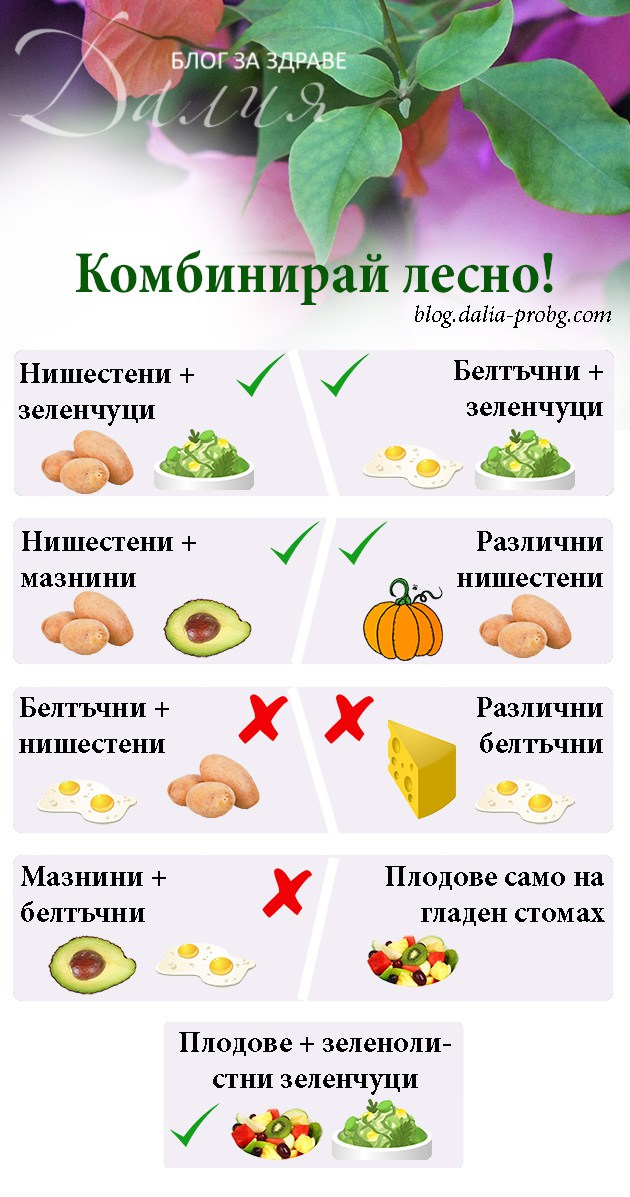 БЛОГ ЗА ЗДРАВЕ
Далия
Комбинирай лесно!
blog.dalia-probg.com
Нишестени +
зеленчуци
Белтъчни +
зеленчуци
Нишестени +
мазнини
Различни
нишестени
Белтъчни +
нишестени
Различни
белтъчни
Мазнини +
белтъчни
Плодове само на
гладен стомах
Плодове + зеленоли-
стни зеленчуци